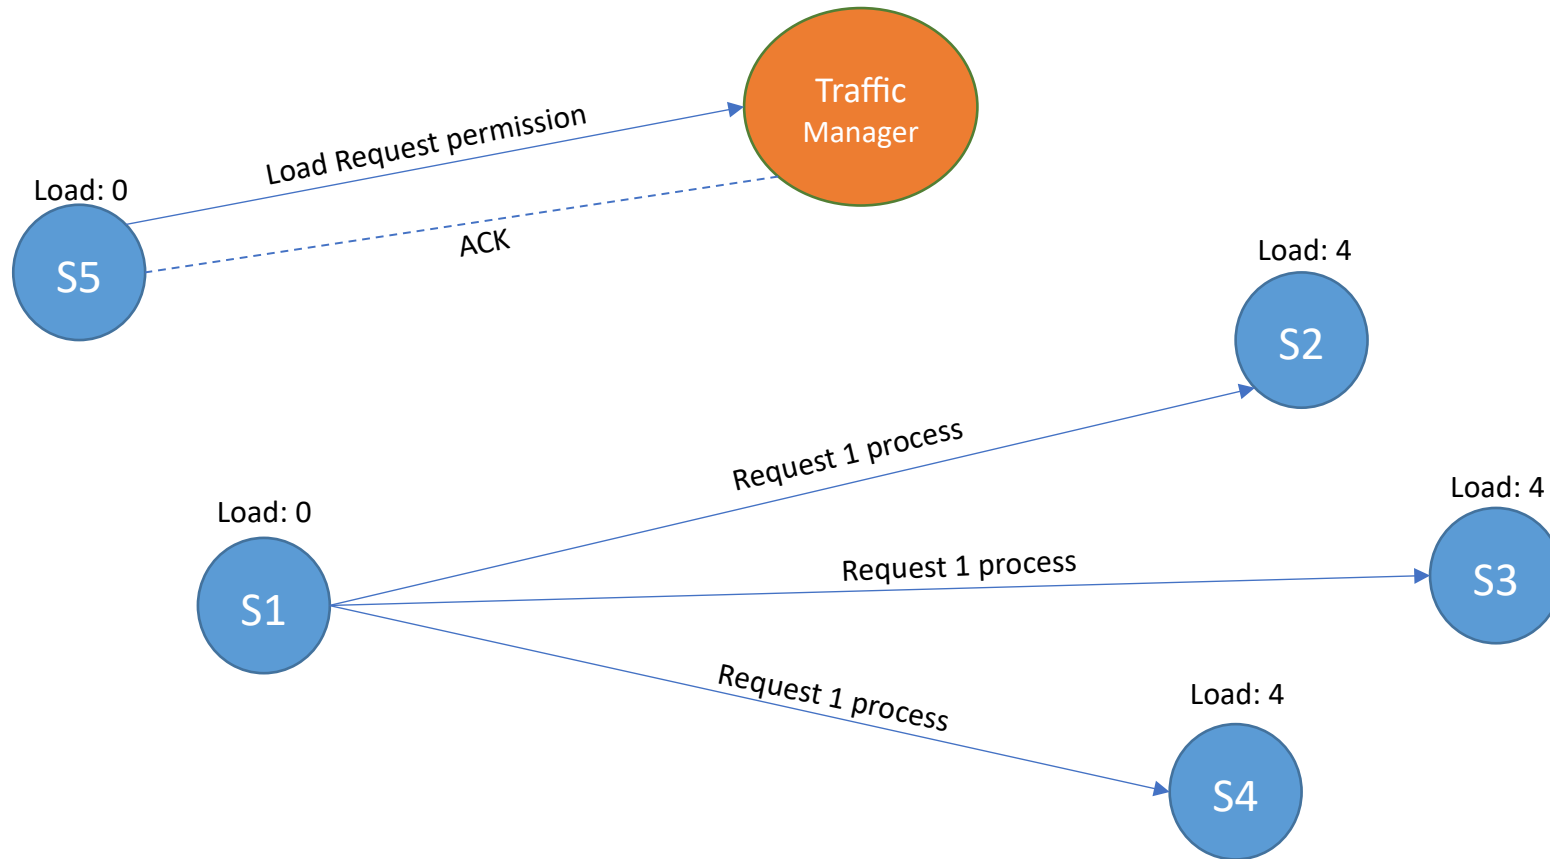 Traffic
Manager
Load Request permission
Load: 0
S5
ACK
Load: 4
S2
Request 1 process
Load: 4
Load: 0
Request 1 process
S3
S1
Request 1 process
Load: 4
S4